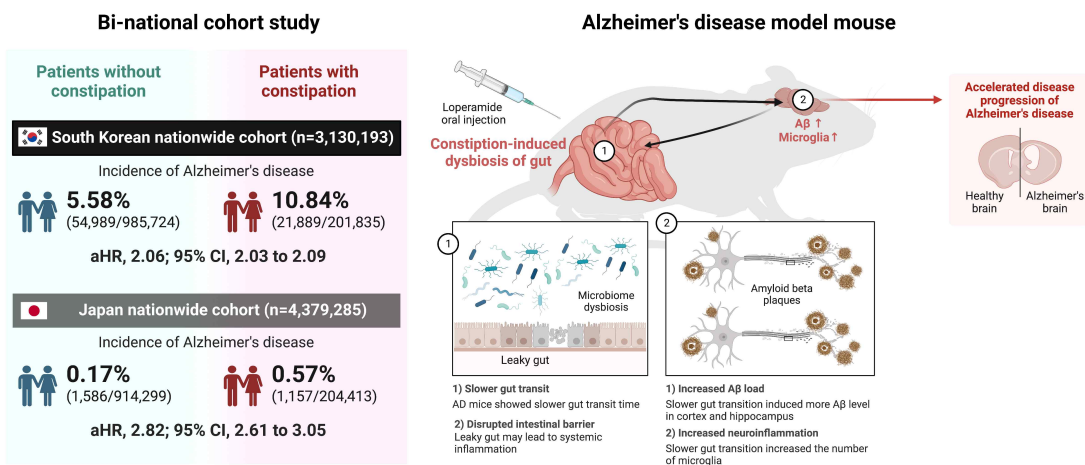 Bi-national cohort study
Patients without
constipation
Patients with
constipation
South Korean nationwide cohort (n=3,130,193)
Incidence of Alzheimer's disease
5.58%
(54,989/985,724)
10.84%
(21,889/201,835)
aHR, 2.06; 95% CI, 2.03 to 2.09
Japan nationwide cohort (n=4,379,285)
Incidence of Alzheimer's disease
0.17%
(1,586/914,299)
0.57%
(1,157/204,413)
aHR, 2.82; 95% CI, 2.61 to 3.05
Alzheimer's disease model mouse
Loperamide
oral injection
Constiption-induced
dysbiosis of gut
1
2
Aβ ↑
Microglia↑
Accelerated disease
progression of
Alzheimer's disease
Healthy
brain
Alzheimer's
brain
1
Microbiome
dysbiosis
Leaky gut
1) Slower gut transit
AD mice showed slower gut transit time
2) Disrupted intestinal barrier
Leaky gut may lead to systemic
inflammation
2
Amyloid beta
plaques
1) Increased Aβ load
Slower gut transition induced more Aβ level
in cortex and hippocampus
2) Increased neuroinflammation
Slower gut transition increased the number
of microglia